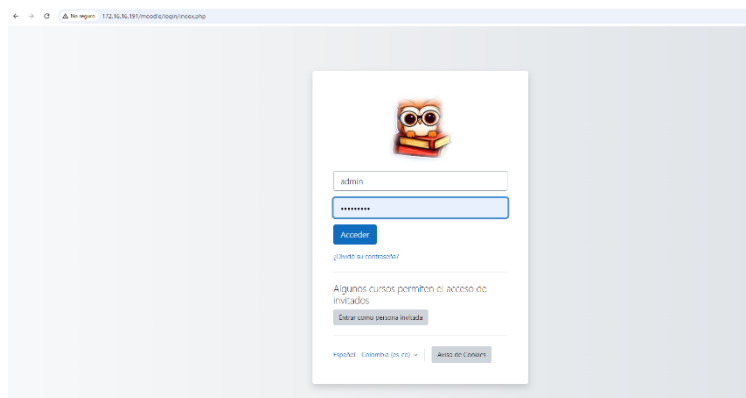 No seguro 172.16.16.191/moodle/login/index.php
admin
•••••••••
Acceder
¿Olvidó su contraseña?
Algunos cursos permiten el acceso de
invitados
Entrar como persona invitada
Español - Colombia (es_co)
Aviso de Cookies